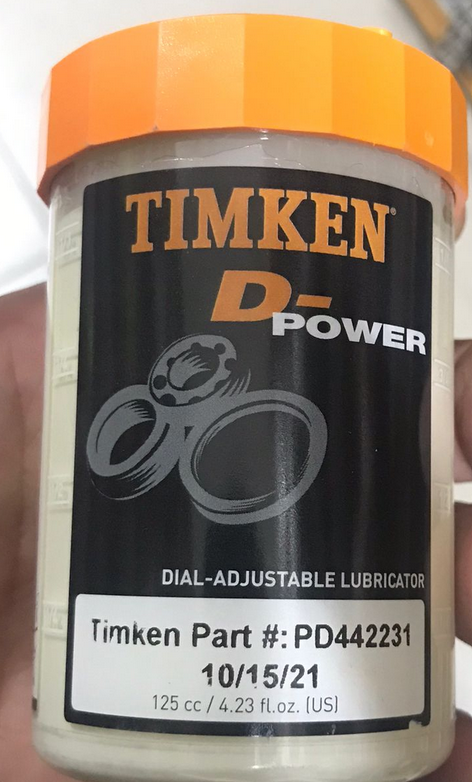 TIMKEN®
D-
POWER
DIAL-ADJUSTABLE LUBRICATOR
Timken Part #: PD442231
10/15/21
125 cc / 4.23 fl.oz. (US)